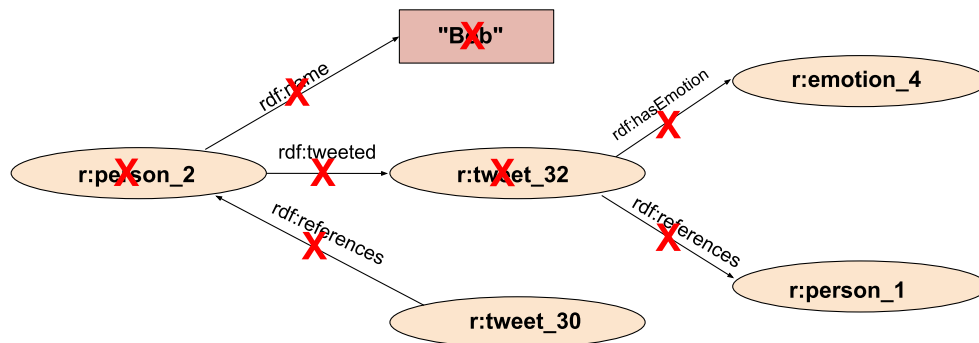 "Bob"
rdf:name
r:emotion_4
rdf:hasEmotion
rdf:tweeted
r:person_2
r:tweet_32
rdf:references
rdf:references
r:person_1
r:tweet_30